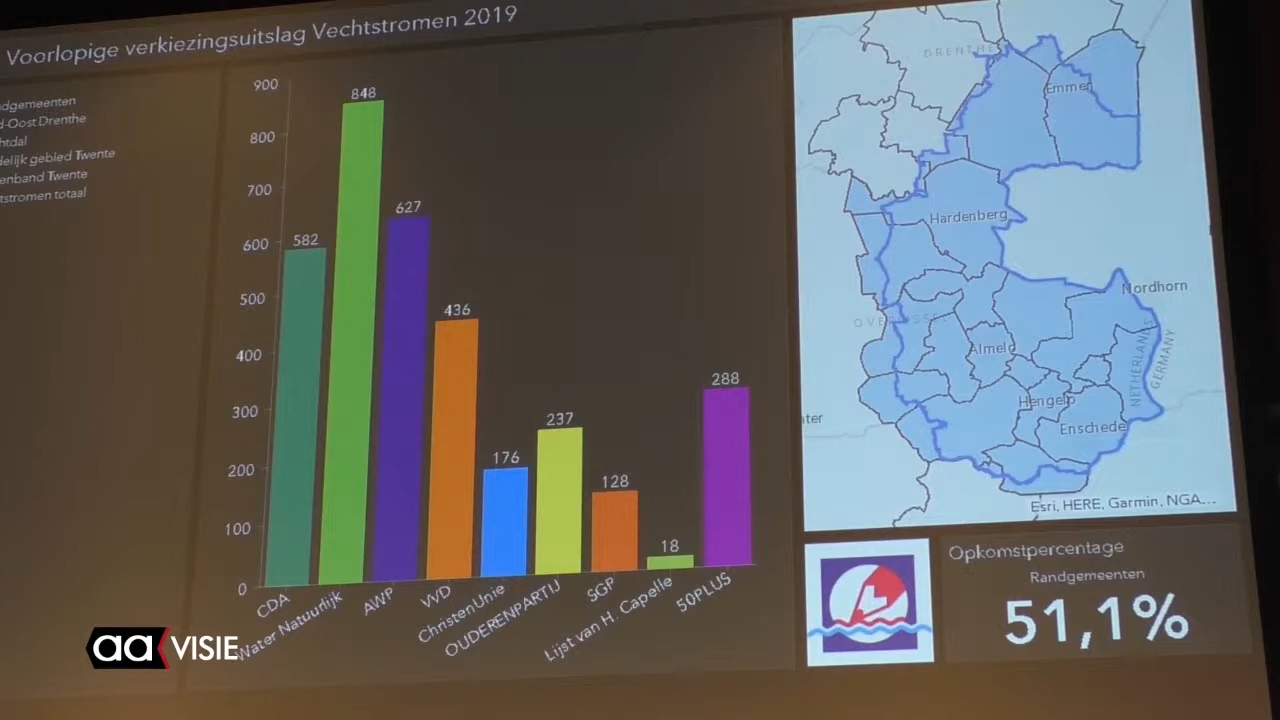 Voorlopige verkiezingsuitslag Vechtstromen 2019
dgemeenten
d-Oost Drenthe
htdal
delijk gebied Twente
enband Twente
tstromen totaal
900
800
700
600
500
400
300
200
100
0
582
848
627
436
176
237
128
18
288
CDA
Water Natuurlijk
AWP
VVD
ChristenUnie
OUDERENPARTIJ
SGP
Lijst van H. Capelle
50PLUS
DRENTHE
Emmen
Hardenberg
Nordhorn
OVERIJSSEL
Almelo
NETHERLANDS
GERMANY
Hengelo
Enschede
nter
Esri, HERE, Garmin, NGA...
Opkomstpercentage
Randgemeenten
51,1%
aa VISIE